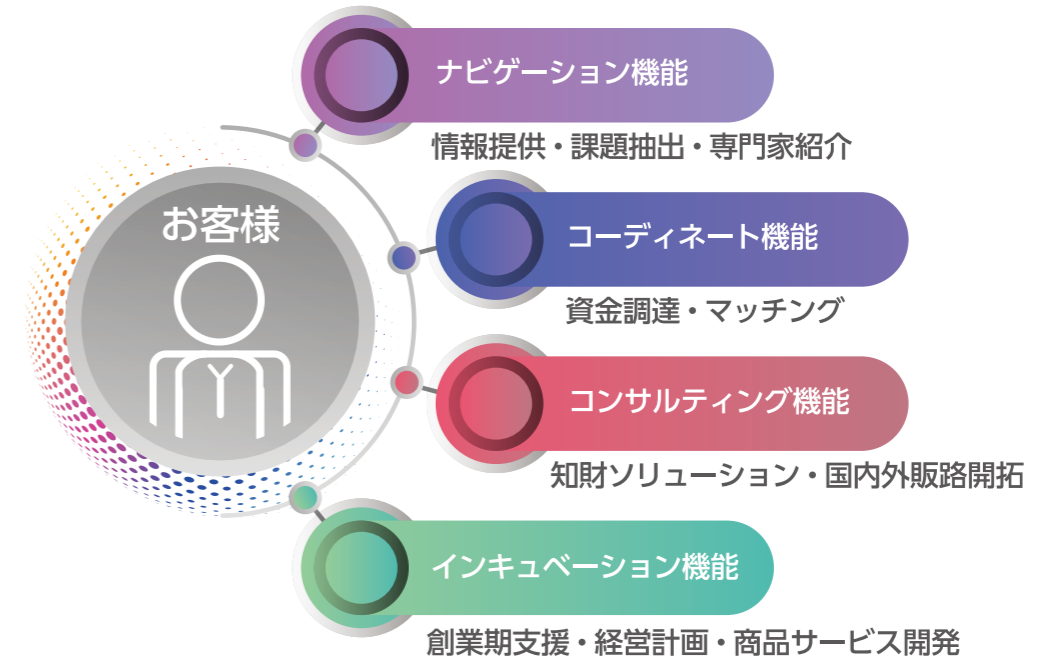 お客様
ナビゲーション機能
情報提供・課題抽出・専門家紹介
コーディネート機能
資金調達・マッチング
コンサルティング機能
知財ソリューション・国内外販路開拓
インキュベーション機能
創業期支援・経営計画・商品サービス開発